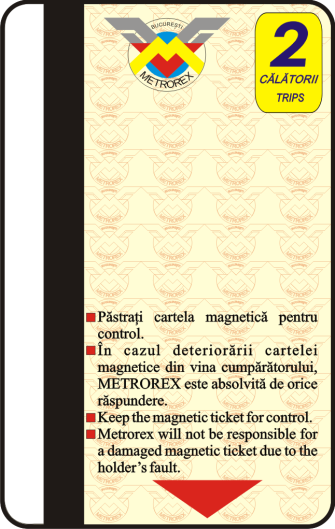 BUCUREȘTI
METROREX
2
CĂLĂTORII
TRIPS
Păstrați cartela magnetică pentru
control.
În cazul deteriorării cartelei
magnetice din vina cumpărătorului,
METROREX este absolvită de orice
răspundere.
Keep the magnetic ticket for control.
Metrorex will not be responsible for
a damaged magnetic ticket due to the
holder's fault.